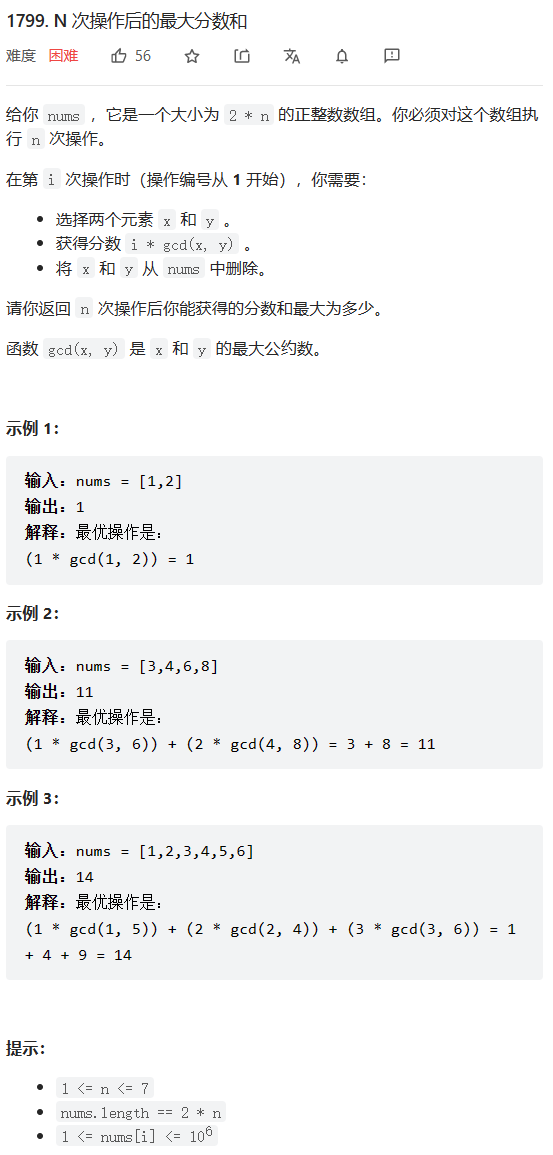 1799. N 次操作后的最大分数和
难度 困难 56
给你 nums ，它是一个大小为 2 * n 的正整数数组。你必须对这个数组执
行 n 次操作。
在第 i 次操作时（操作编号从 1 开始），你需要：
• 选择两个元素 x 和 y 。
• 获得分数 i * gcd(x, y) 。
• 将 x 和 y 从 nums 中删除。
请你返回 n 次操作后你能获得的分数和最大为多少。
函数 gcd(x, y) 是 x 和 y 的最大公约数。
示例 1：
输入：nums = [1,2]
输出：1
解释：最优操作是：
(1 * gcd(1, 2)) = 1
示例 2：
输入：nums = [3,4,6,8]
输出：11
解释：最优操作是：
(1 * gcd(3, 6)) + (2 * gcd(4, 8)) = 3 + 8 = 11
示例 3：
输入：nums = [1,2,3,4,5,6]
输出：14
解释：最优操作是：
(1 * gcd(1, 5)) + (2 * gcd(2, 4)) + (3 * gcd(3, 6)) = 1
+ 4 + 9 = 14
提示：
• 1 <= n <= 7
• nums.length == 2 * n
• 1 <= nums[i] <= 10⁶